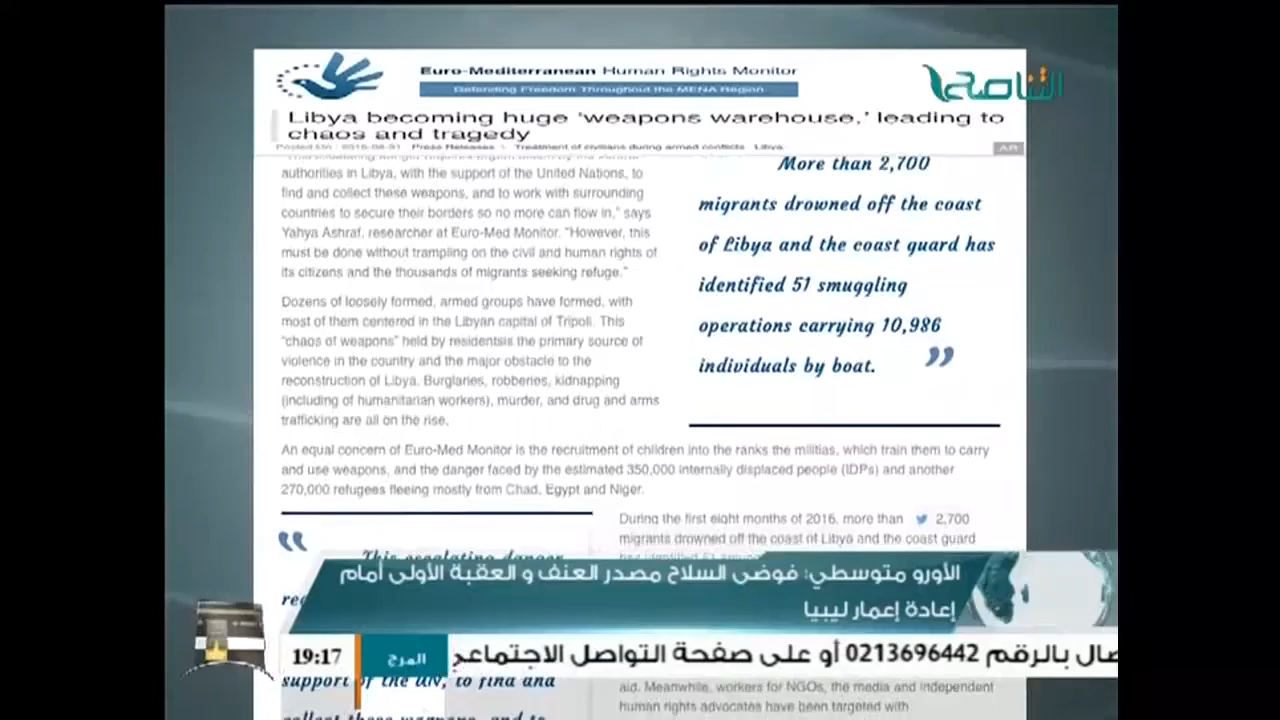 Euro-Mediterranean Human Rights Monitor
Defending Freedom Throughout the MENA Region
Libya becoming huge ‘weapons warehouse,’ leading to
chaos and tragedy
Press Releases Treatment of civilians during armed conflicts Libya
AR
authorities in Libya, with the support of the United Nations, to
find and collect these weapons, and to work with surrounding
countries to secure their borders so no more can flow in,” says
Yahya Ashraf, researcher at Euro-Med Monitor. “However, this
must be done without trampling on the civil and human rights of
its citizens and the thousands of migrants seeking refuge.”
Dozens of loosely formed, armed groups have formed, with
most of them centered in the Libyan capital of Tripoli. This
“chaos of weapons” held by residentsis the primary source of
violence in the country and the major obstacle to the
reconstruction of Libya. Burglaries, robberies, kidnapping
(including of humanitarian workers), murder, and drug and arms
trafficking are all on the rise.
More than 2,700
migrants drowned off the coast
of Libya and the coast guard has
identified 51 smuggling
operations carrying 10,986
individuals by boat. ”
An equal concern of Euro-Med Monitor is the recruitment of children into the ranks the militias, which train them to carry
and use weapons, and the danger faced by the estimated 350,000 internally displaced people (IDPs) and another
270,000 refugees fleeing mostly from Chad, Egypt and Niger.
“
This escalating danger
During the first eight months of 2016, more than 2,700
migrants drowned off the coast of Libya and the coast guard
الأورو متوسطي: فوضى السلاح مصدر العنف و العقبة الأولى أمام
إعادة إعمار ليبيا
19:17
المرج
صال بالرقم 0213696442 أو على صفحة التواصل الاجتماعي
support of the UN, to find and
collect these weapons, and to
aid. Meanwhile, workers for NGOs, the media and independent
human rights advocates have been targeted with
التناصح